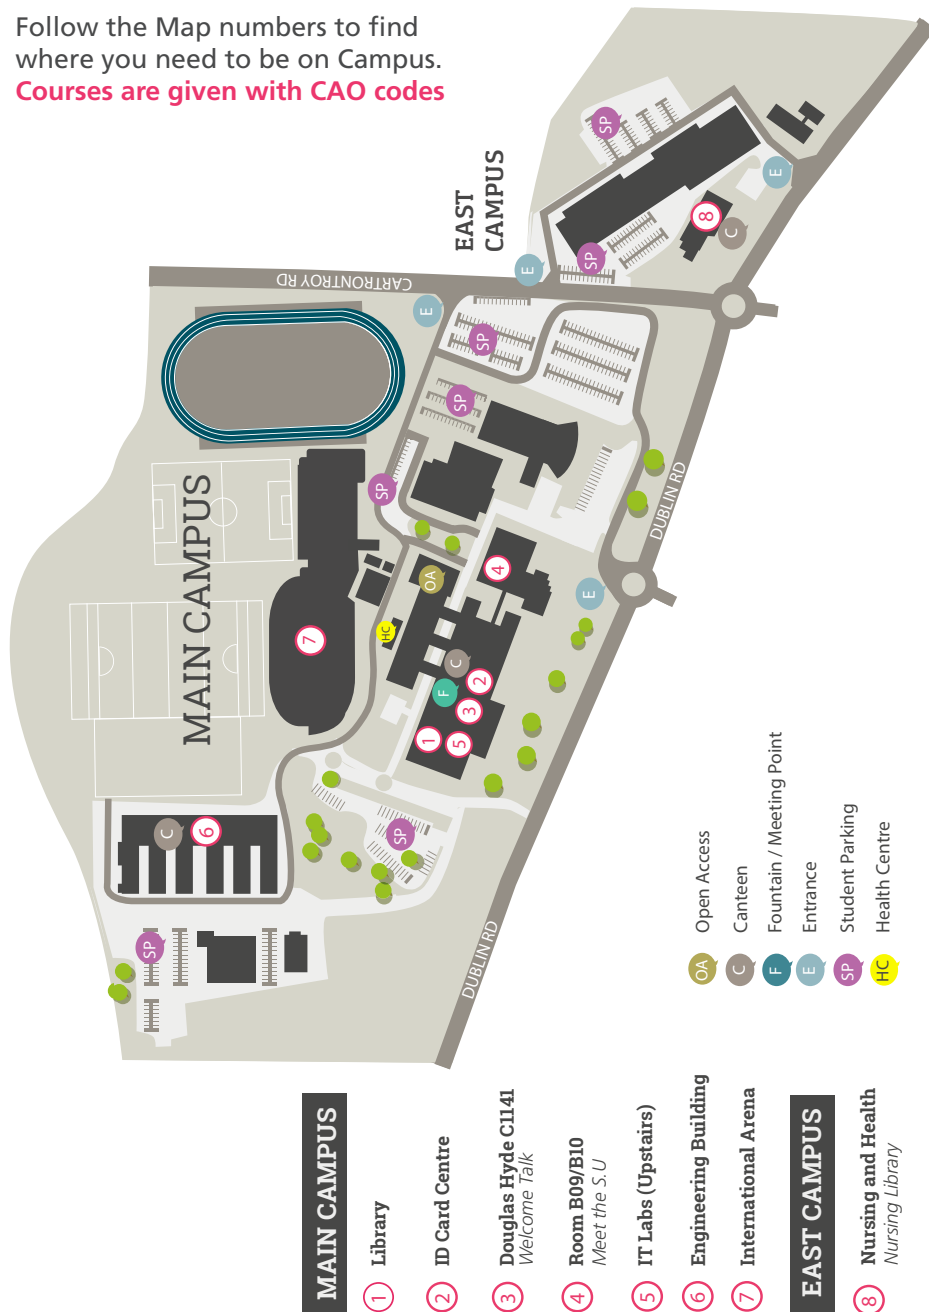 Follow the Map numbers to find
where you need to be on Campus.
Courses are given with CAO codes
EAST
CAMPUS
MAIN CAMPUS
CARTRONTROY RD
DUBLIN RD
DUBLIN RD
SP
E
8
C
SP
E
E
SP
SP
SP
OA
4
HC
7
C
F
2
3
1
5
SP
C
6
SP
E
OA Open Access
C Canteen
F Fountain / Meeting Point
E Entrance
SP Student Parking
HC Health Centre
MAIN CAMPUS
1 Library
2 ID Card Centre
3 Douglas Hyde C1141
Welcome Talk
4 Room B09/B10
Meet the S.U
5 IT Labs (Upstairs)
6 Engineering Building
7 International Arena
EAST CAMPUS
8 Nursing and Health
Nursing Library